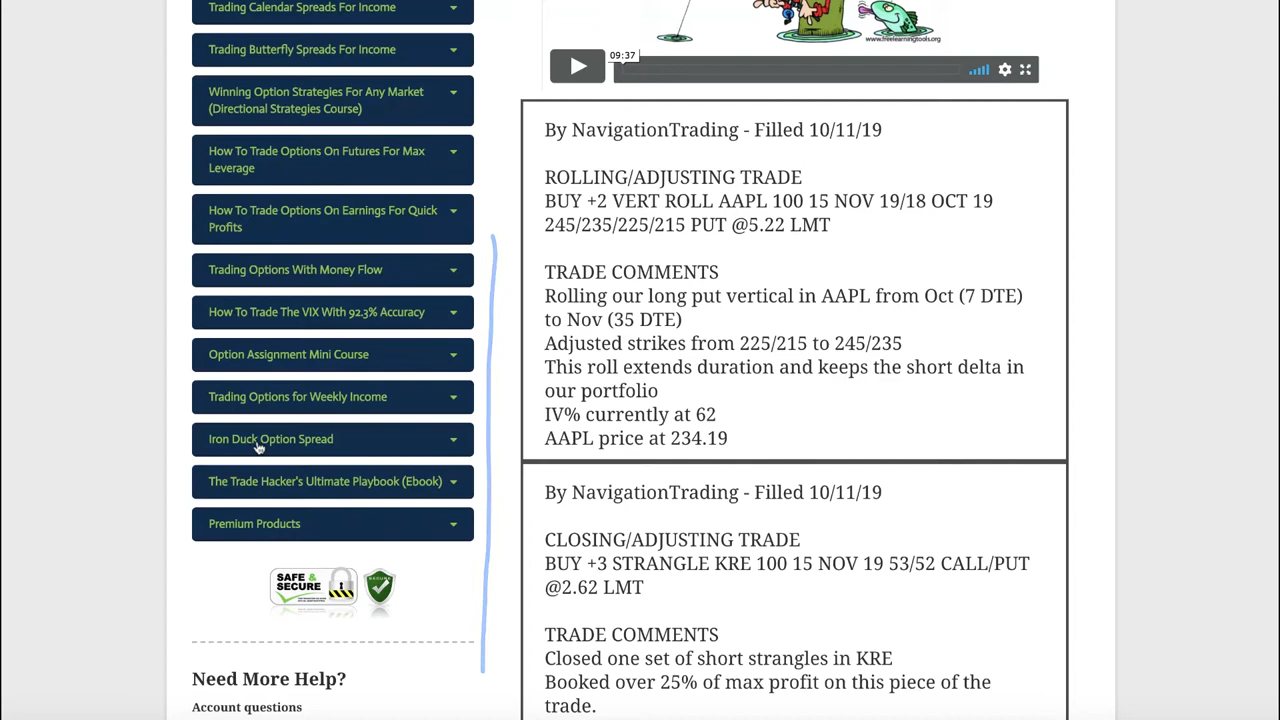 Trading Calendar Spreads For Income
Trading Butterfly Spreads For Income
Winning Option Strategies For Any Market
(Directional Strategies Course)
How To Trade Options On Futures For Max
Leverage
How To Trade Options On Earnings For Quick
Profits
Trading Options With Money Flow
How To Trade The VIX With 92.3% Accuracy
Option Assignment Mini Course
Trading Options for Weekly Income
Iron Duck Option Spread
The Trade Hacker's Ultimate Playbook (Ebook)
Premium Products
SAFE &
SECURE
SECURE
Need More Help?
Account questions
www.freelearningtools.org
09:37
By NavigationTrading - Filled 10/11/19
ROLLING/ADJUSTING TRADE
BUY +2 VERT ROLL AAPL 100 15 NOV 19/18 OCT 19
245/235/225/215 PUT @5.22 LMT
TRADE COMMENTS
Rolling our long put vertical in AAPL from Oct (7 DTE)
to Nov (35 DTE)
Adjusted strikes from 225/215 to 245/235
This roll extends duration and keeps the short delta in
our portfolio
IV% currently at 62
AAPL price at 234.19
By NavigationTrading - Filled 10/11/19
CLOSING/ADJUSTING TRADE
BUY +3 STRANGLE KRE 100 15 NOV 19 53/52 CALL/PUT
@2.62 LMT
TRADE COMMENTS
Closed one set of short strangles in KRE
Booked over 25% of max profit on this piece of the
trade.